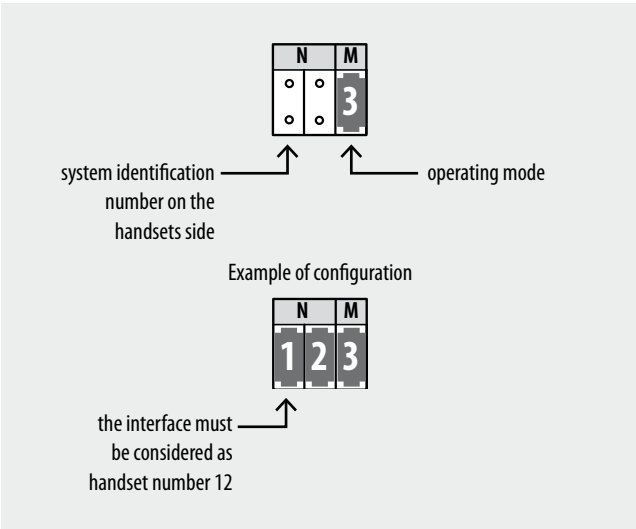 N M
3
system identification
number on the
handsets side
operating mode
Example of configuration
N M
1 2 3
the interface must
be considered as
handset number 12